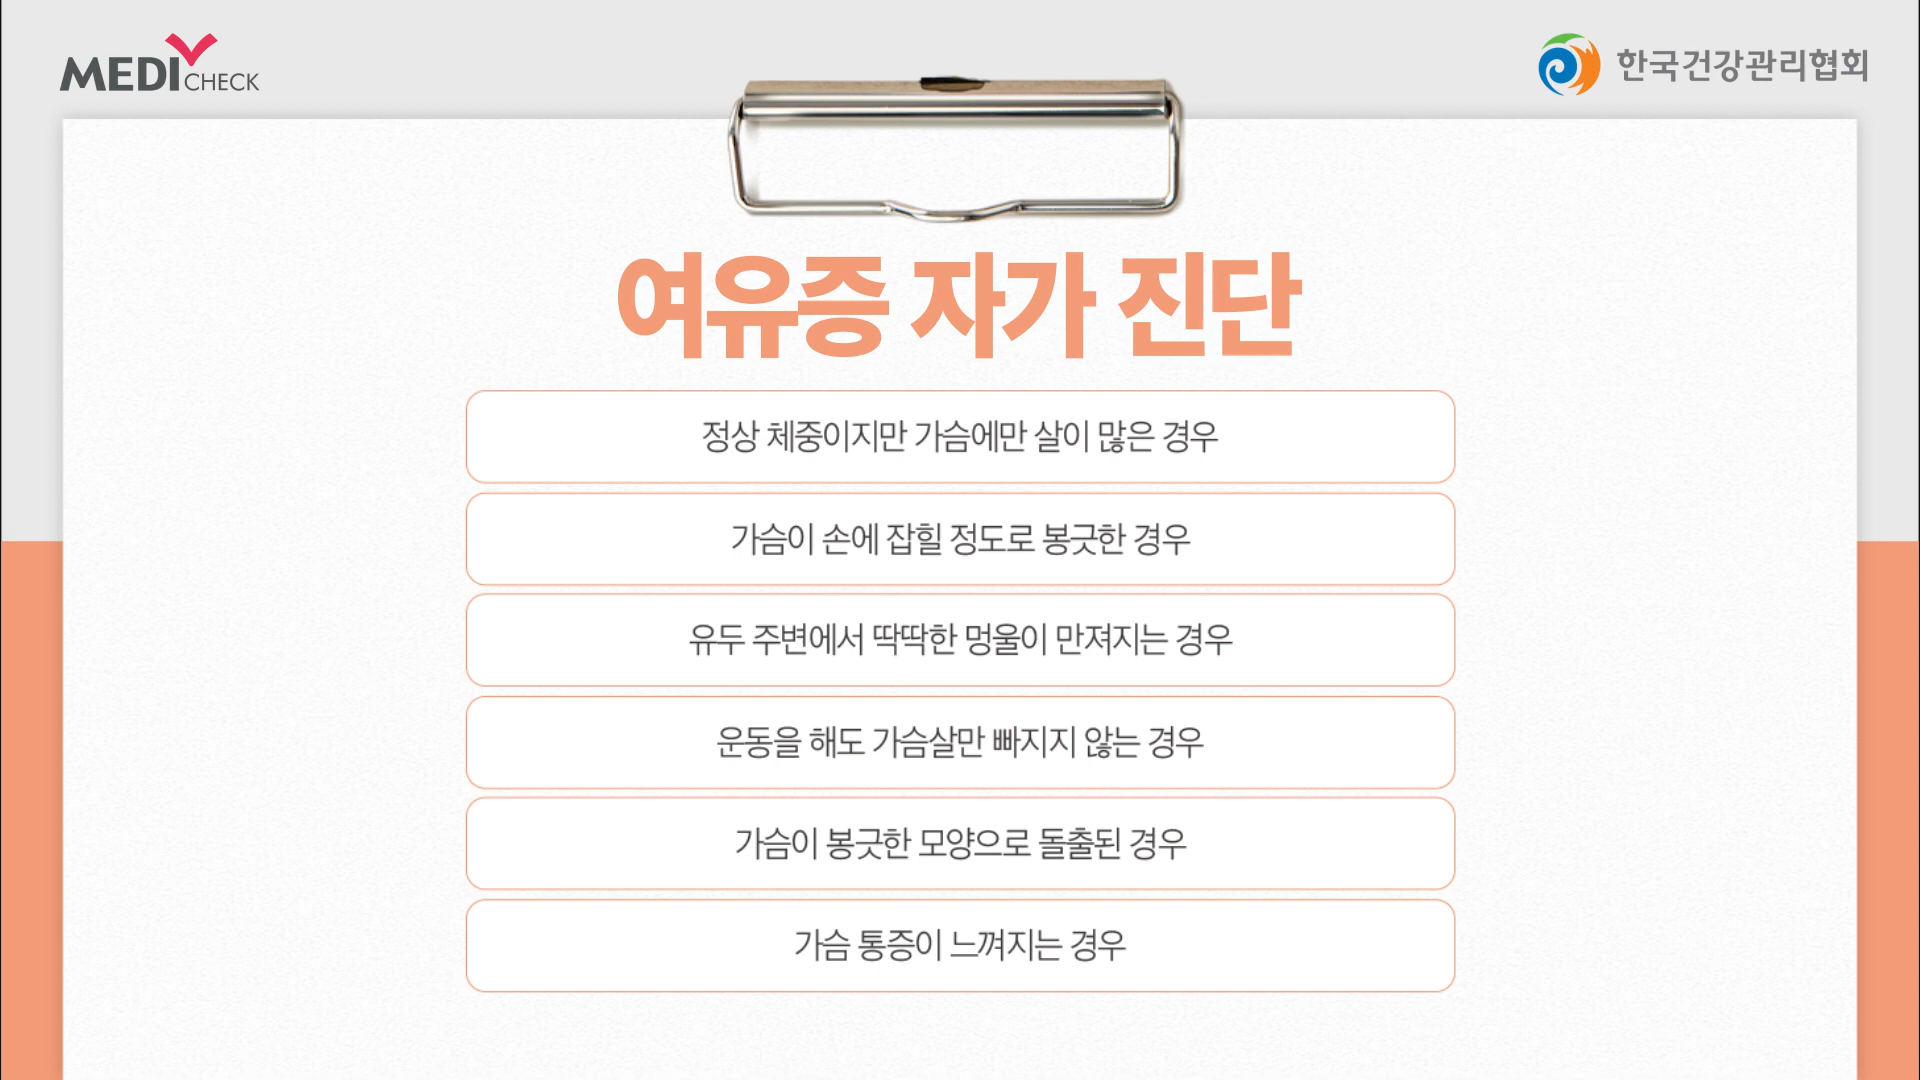 MEDI CHECK
한국건강관리협회
여유증 자가 진단
정상 체중이지만 가슴에만 살이 많은 경우
가슴이 손에 잡힐 정도로 봉긋한 경우
유두 주변에서 딱딱한 멍울이 만져지는 경우
운동을 해도 가슴살만 빠지지 않는 경우
가슴이 봉긋한 모양으로 돌출된 경우
가슴 통증이 느껴지는 경우